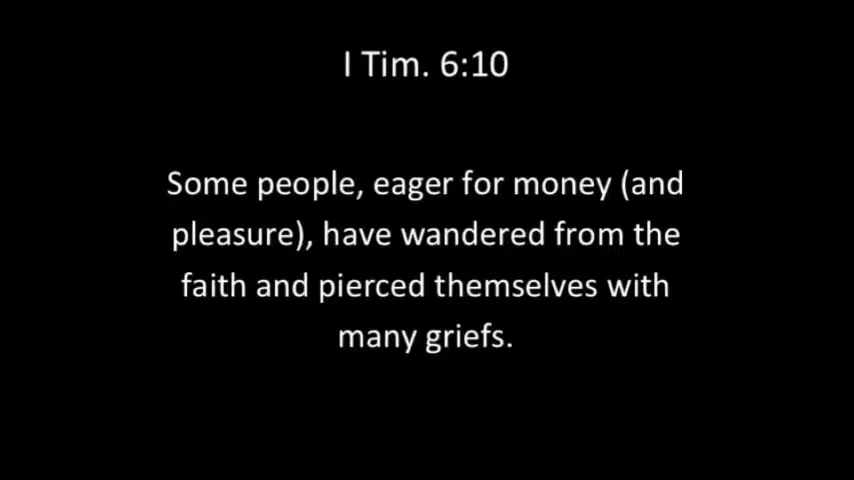 I Tim. 6:10
Some people, eager for money (and
pleasure), have wandered from the
faith and pierced themselves with
many griefs.